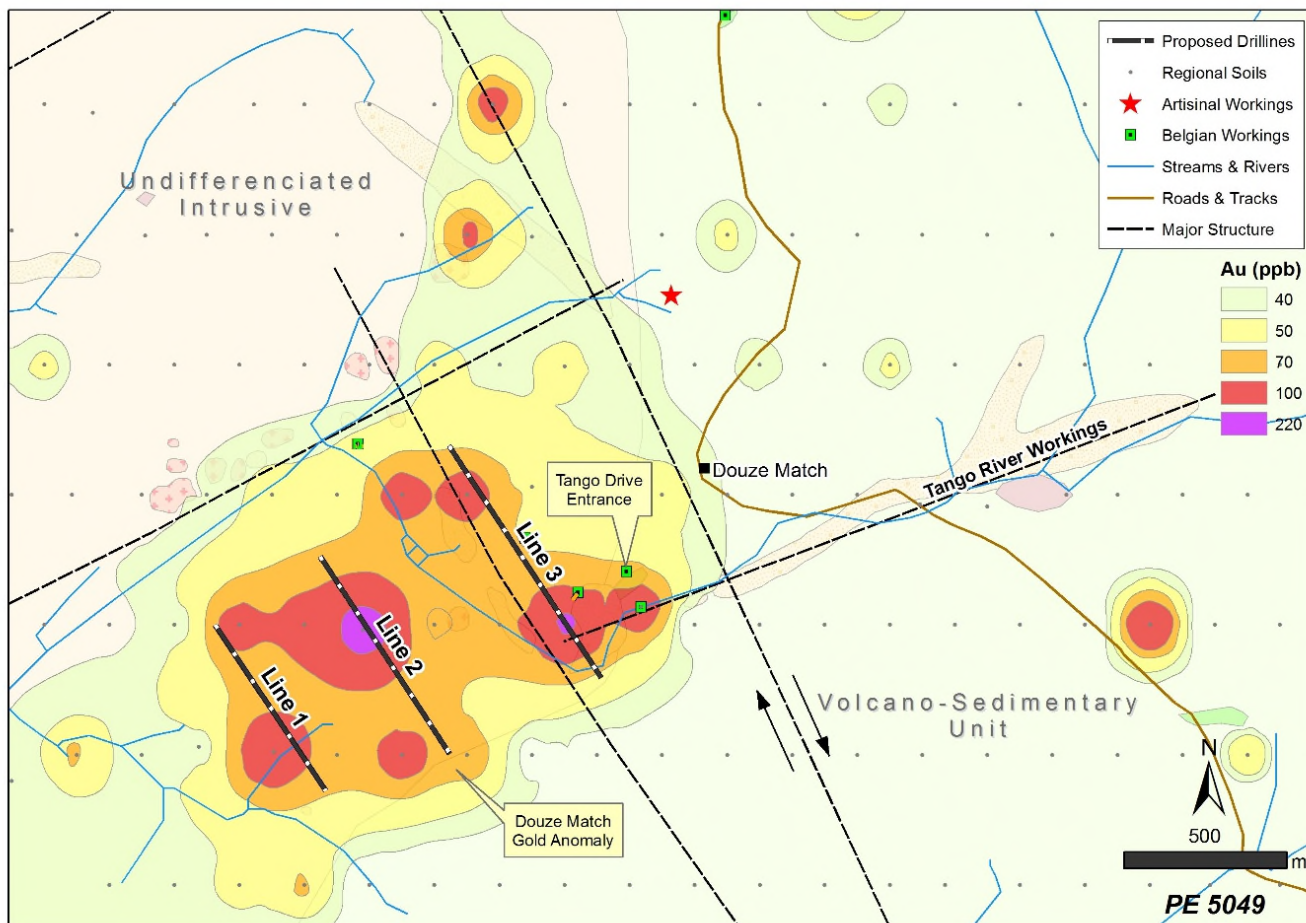 Proposed Drillines
Regional Soils
Artisinal Workings
Belgian Workings
Streams & Rivers
Roads & Tracks
Major Structure
Au (ppb)
40
50
70
100
220
Undifferenciated
Intrusive
Tango River Workings
Douze Match
Tango Drive
Entrance
Line 3
Line 2
Line 1
Volcano-Sedimentary
Unit
Douze Match
Gold Anomaly
N
500
m
PE 5049